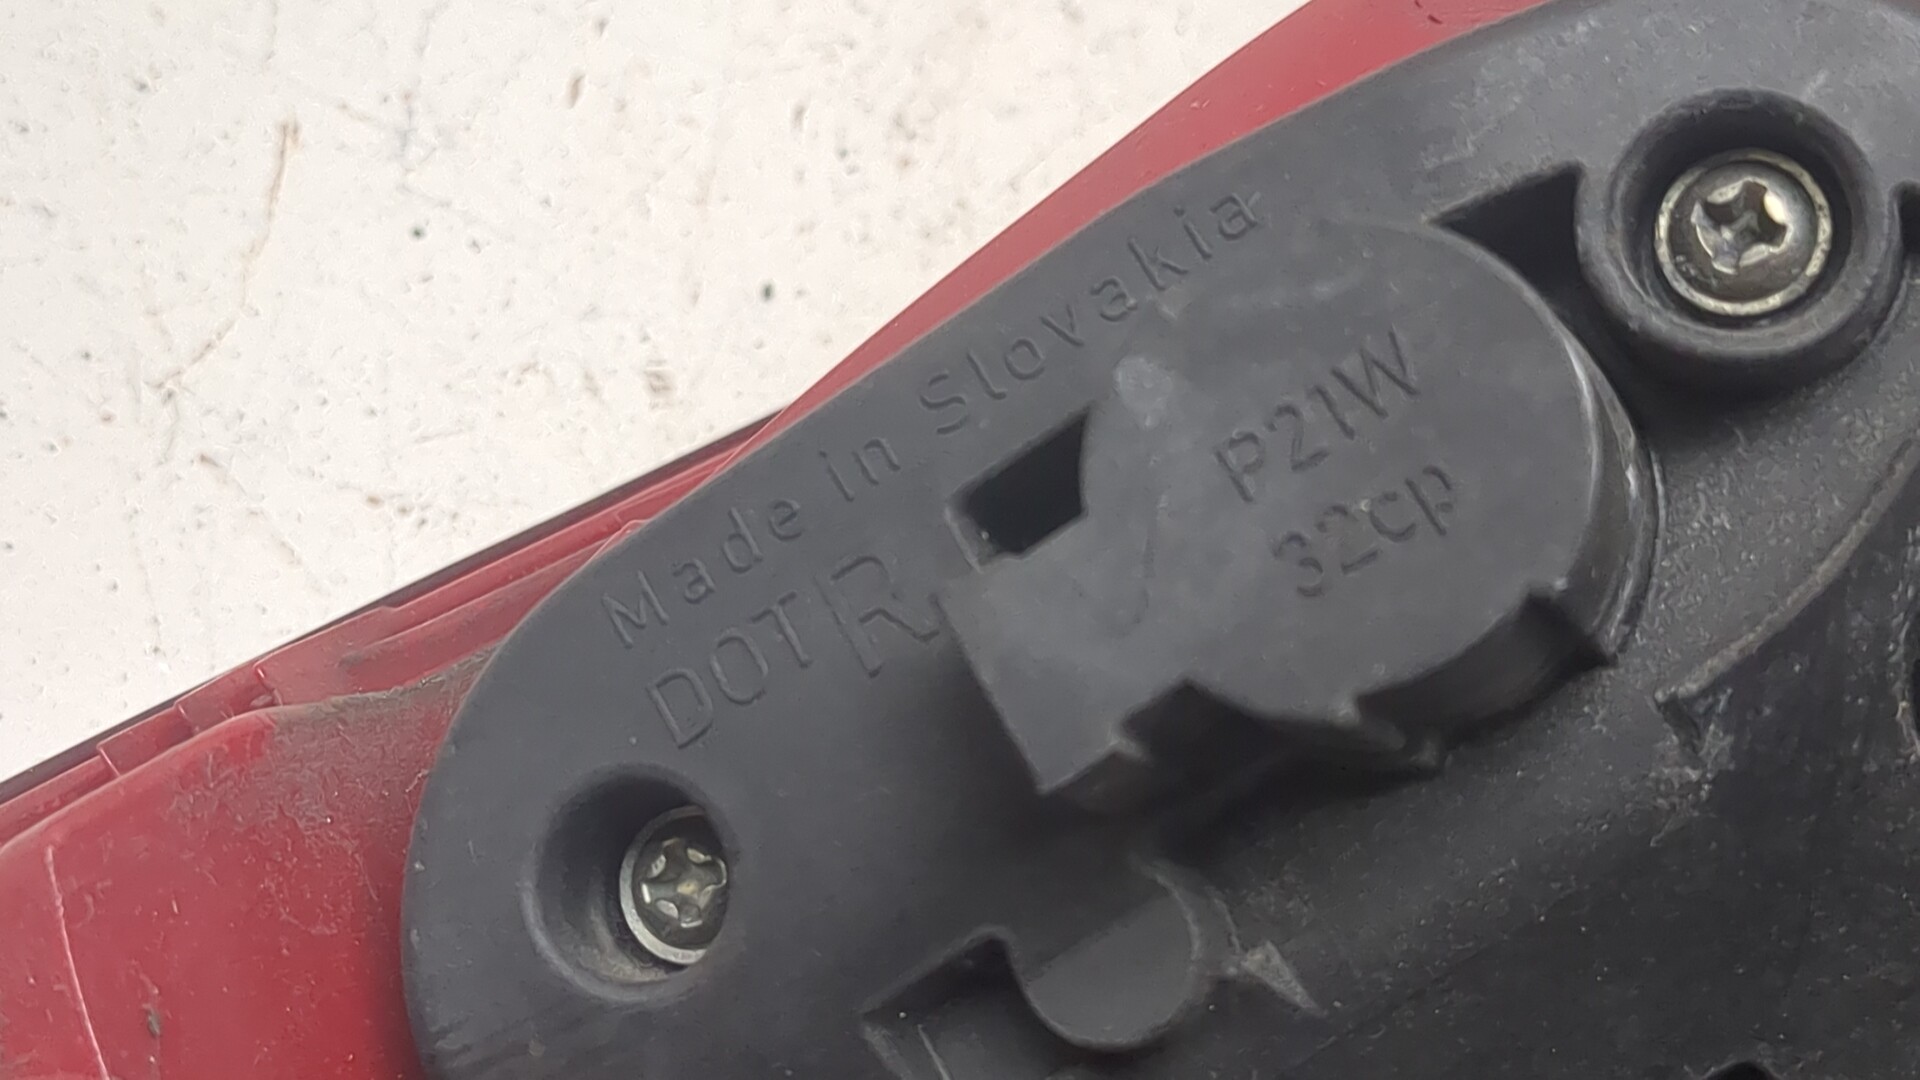 Made in Slovakia
DOT R
P21W
32cp